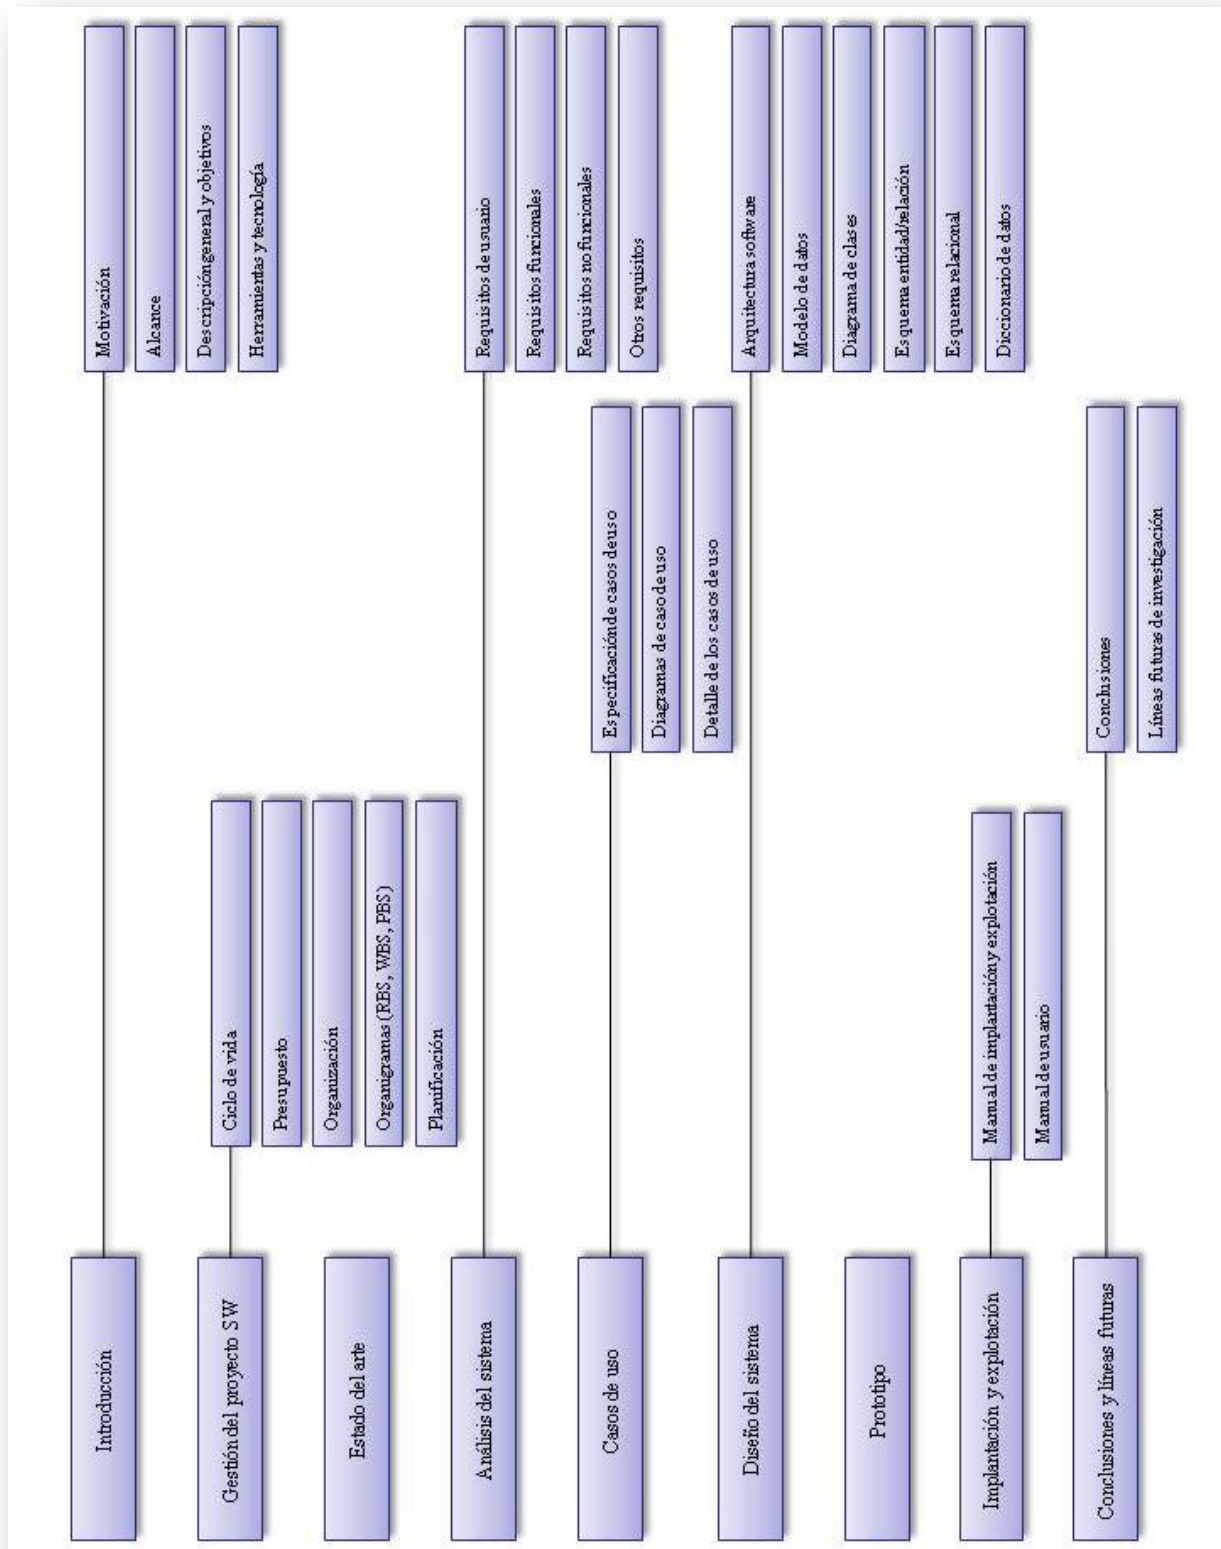 Introducción
Motivación
Alcance
Descripción general y objetivos
Herramientas y tecnología
Gestión del proyecto SW
Ciclo de vida
Presupuesto
Organización
Organigramas (RBS, WBS, PBS)
Planificación
Estado del arte
Análisis del sistema
Requisitos de usuario
Requisitos funcionales
Requisitos no funcionales
Otros requisitos
Casos de uso
Especificación de casos de uso
Diagramas de caso de uso
Detalle de los casos de uso
Diseño del sistema
Arquitectura software
Modelo de datos
Diagrama de clases
Esquema entidad/relación
Esquema relacional
Diccionario de datos
Prototipo
Implantación y explotación
Manual de implantación y explotación
Manual de usuario
Conclusiones y líneas futuras
Conclusiones
Líneas futuras de investigación